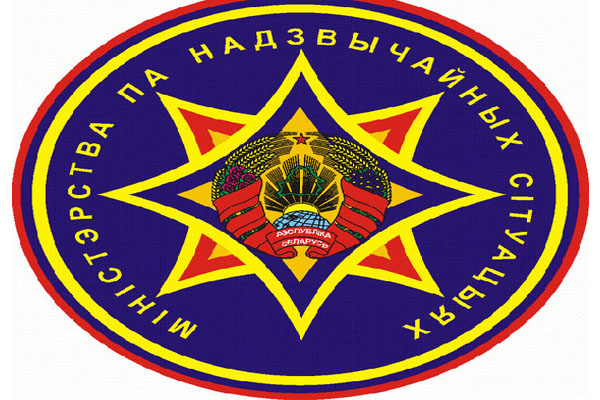 МІНІСТЭРСТВА ПА НАДЗВЫЧАЙНЫХ СІТУАЦЫЯХ
РЭСПУБЛІКА
БЕЛАРУСЬ